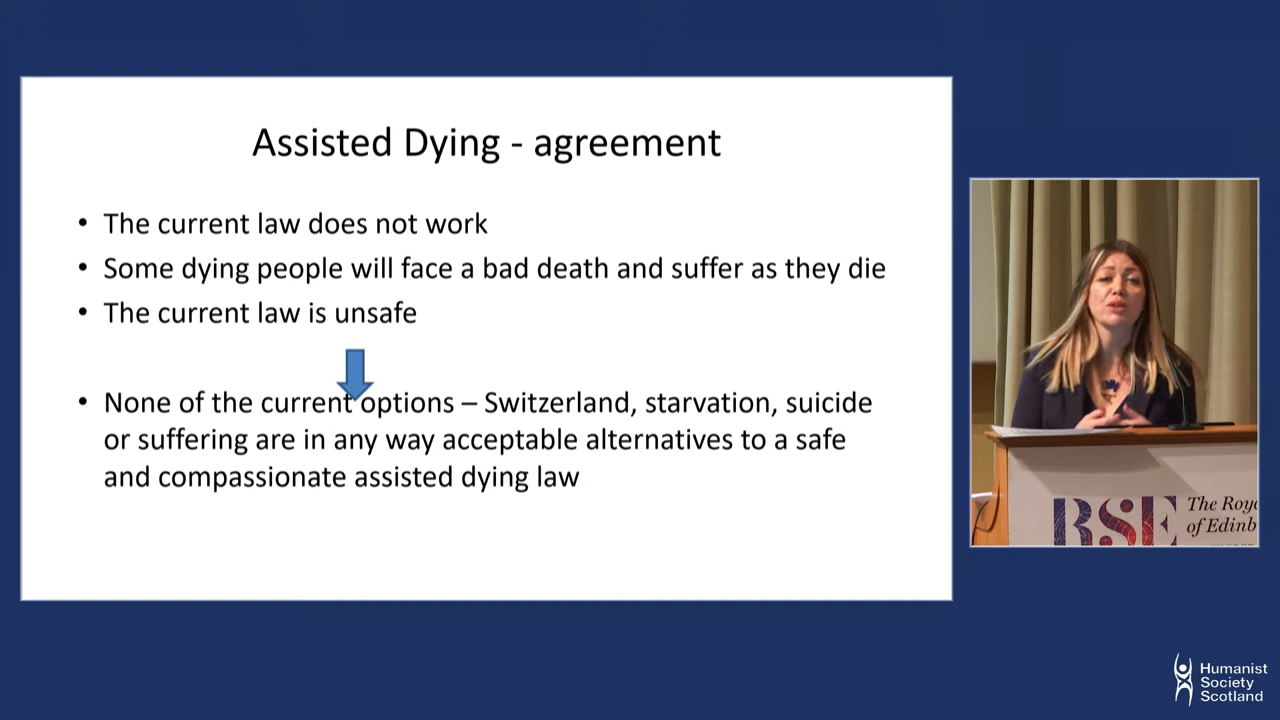 Assisted Dying - agreement
• The current law does not work
• Some dying people will face a bad death and suffer as they die
• The current law is unsafe
• None of the current options – Switzerland, starvation, suicide
or suffering are in any way acceptable alternatives to a safe
and compassionate assisted dying law
RSE
The Roy
of Edinb
Humanist
Society
Scotland